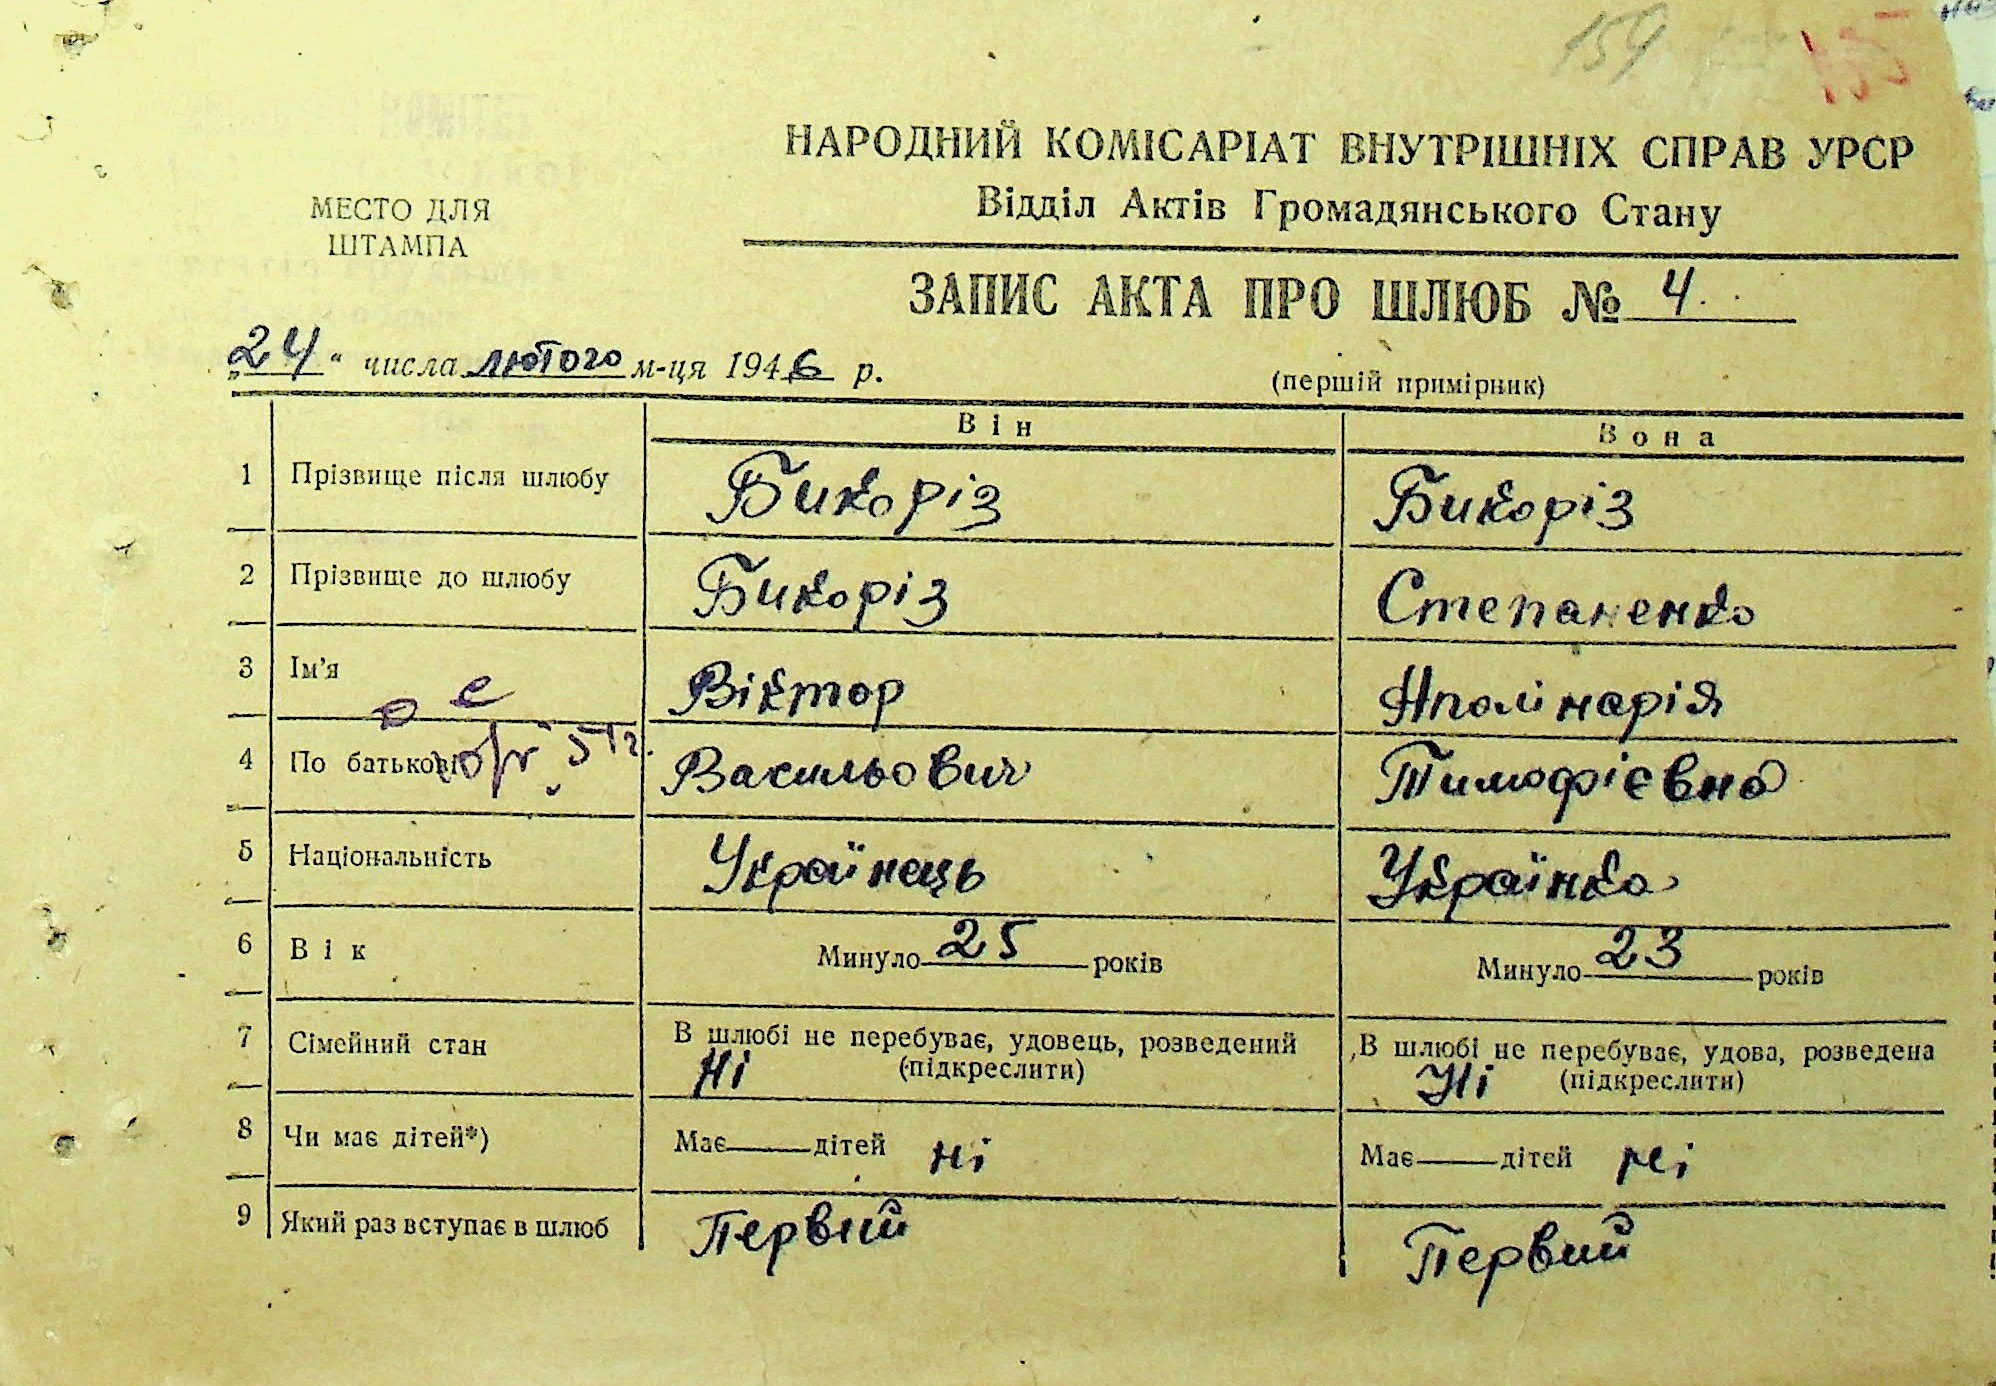 159 155
НАРОДНИЙ КОМІСАРІАТ ВНУТРІШНІХ СПРАВ УРСР
Відділ Актів Громадянського Стану
МЕСТО ДЛЯ
ШТАМПА
ЗАПИС АКТА ПРО ШЛЮБ № 4.
„24“ числа лютого м-ця 1946 р.
(першій примірник)
Він Вона
1 Прізвище після шлюбу Бикоріз Бикоріз
2 Прізвище до шлюбу Бикоріз Степаненко
3 Ім’я Віктор Аполінарія
4 По батькові Васильович Тимофієвна
5 Національність Українець Українка
6 Вік Минуло 25 років Минуло 23 років
7 Сімейний стан В шлюбі не перебуває, удовець, розведений В шлюбі не перебуває, удова, розведена
Ні (підкреслити) Ні (підкреслити)
8 Чи має дітей*) Має дітей ні Має дітей ні
9 Який раз вступає в шлюб Первий Первий